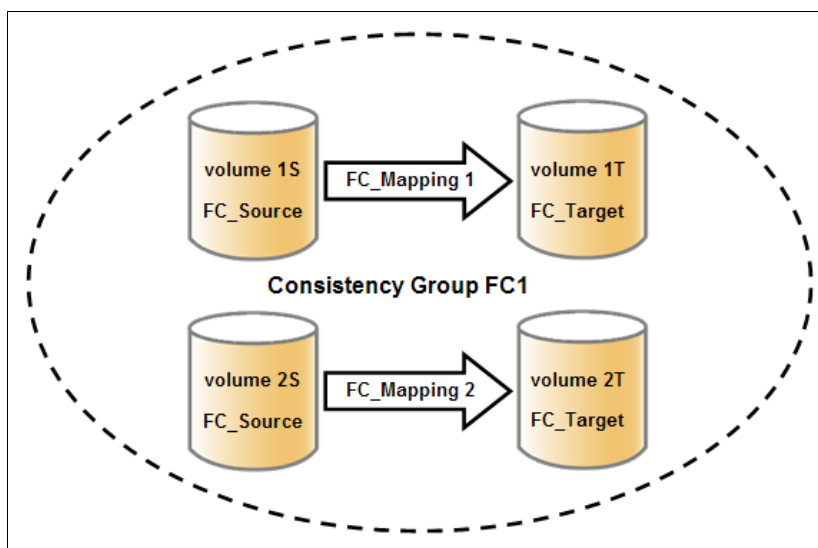 volume 1S
FC_Source
FC_Mapping 1
volume 1T
FC_Target
Consistency Group FC1
volume 2S
FC_Source
FC_Mapping 2
volume 2T
FC_Target